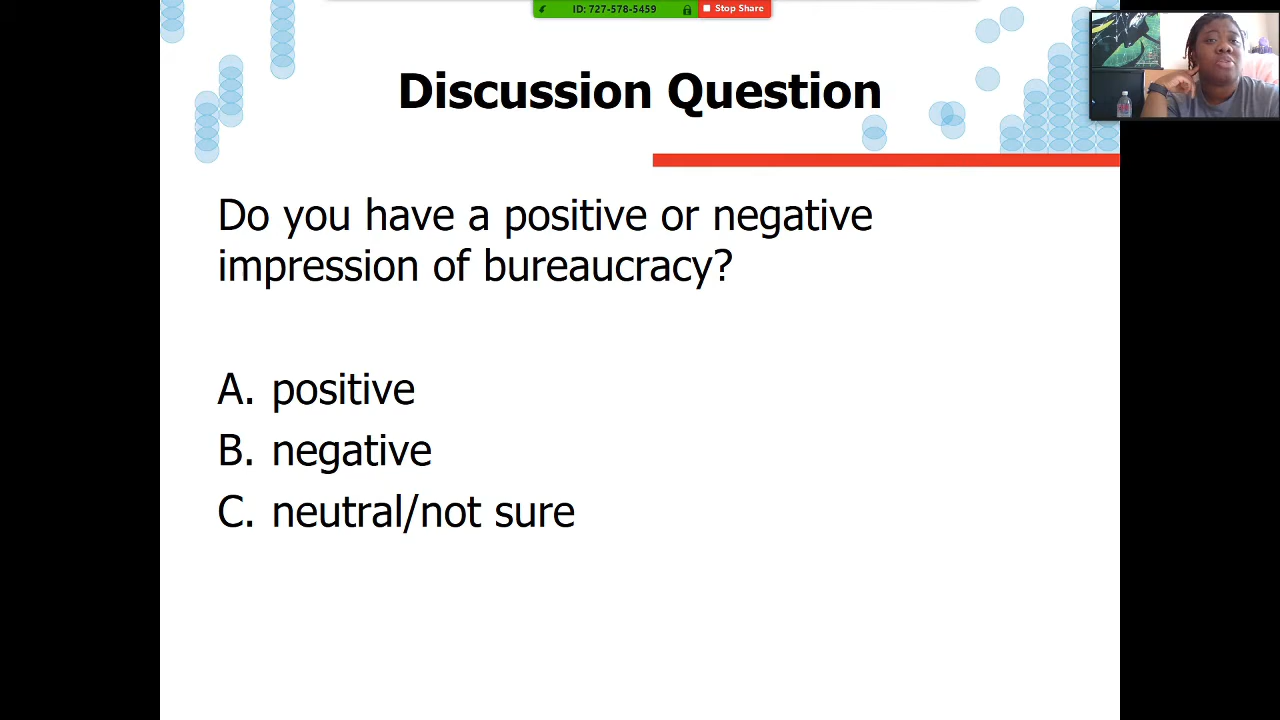 ID: 727-578-5459
Stop Share
Discussion Question
Do you have a positive or negative
impression of bureaucracy?
A. positive
B. negative
C. neutral/not sure